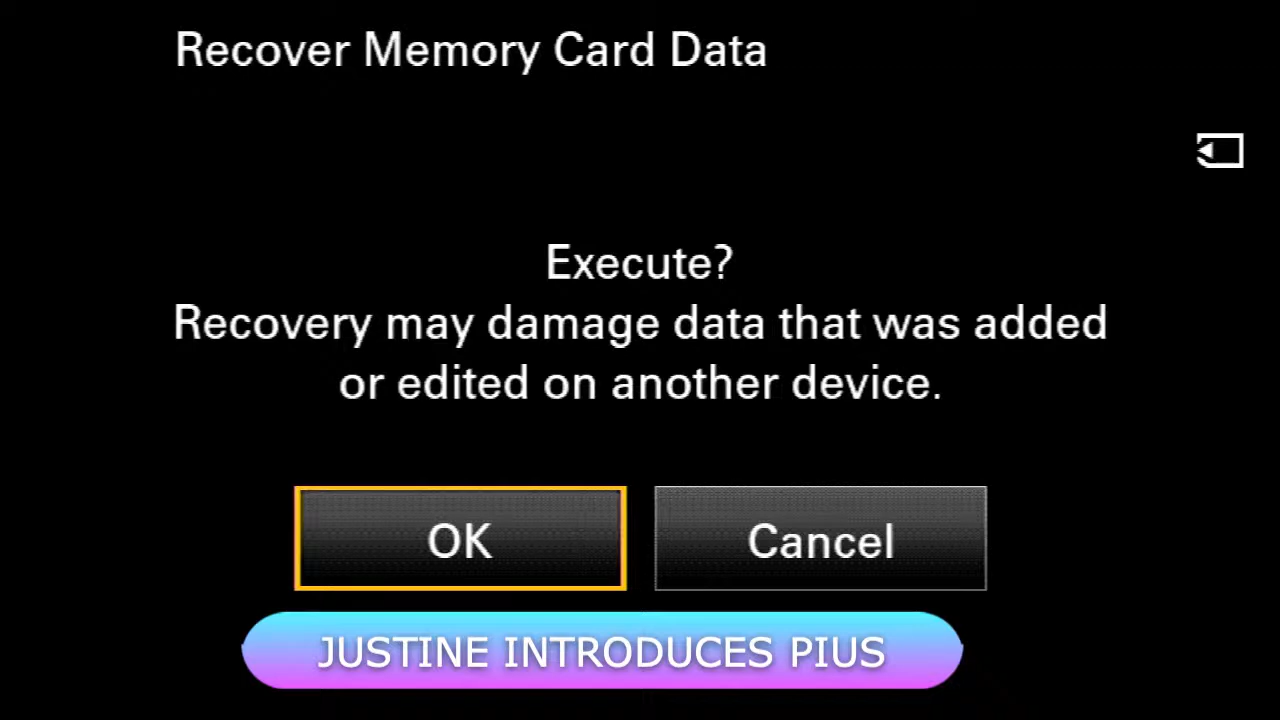 Recover Memory Card Data
Execute?
Recovery may damage data that was added
or edited on another device.
OK
Cancel
JUSTINE INTRODUCES PIUS